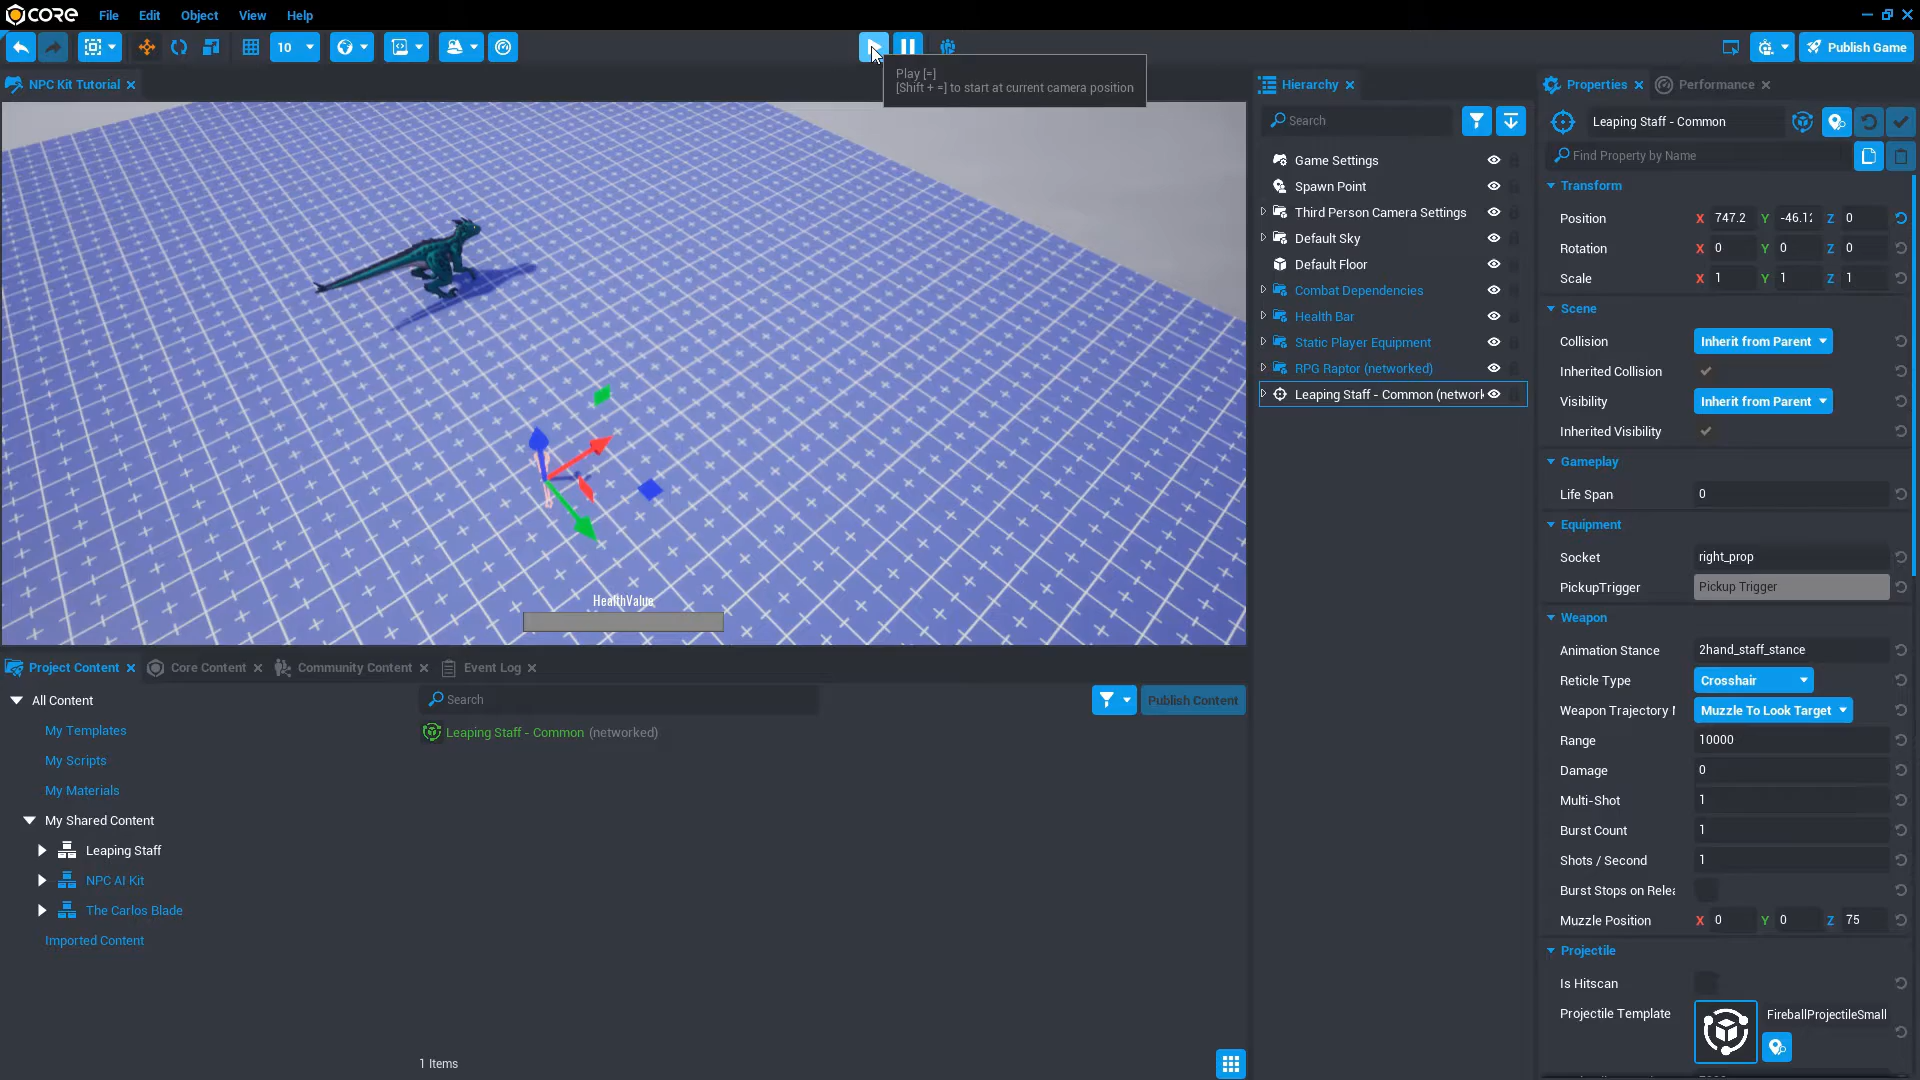 CORE
File Edit Object View Help
10
Publish Game
Play [=]
[Shift + =] to start at current camera position
NPC Kit Tutorial
HealthValue
Hierarchy
Search
Game Settings
Spawn Point
Third Person Camera Settings
Default Sky
Default Floor
Combat Dependencies
Health Bar
Static Player Equipment
RPG Raptor (networked)
Leaping Staff - Common (network
Properties Performance
Leaping Staff - Common
Find Property by Name
Transform
Position X 747.2 Y -46.12 Z 0
Rotation X 0 Y 0 Z 0
Scale X 1 Y 1 Z 1
Scene
Collision Inherit from Parent
Inherited Collision
Visibility Inherit from Parent
Inherited Visibility
Gameplay
Life Span 0
Equipment
Socket right_prop
PickupTrigger Pickup Trigger
Weapon
Animation Stance 2hand_staff_stance
Reticle Type Crosshair
Weapon Trajectory Muzzle To Look Target
Range 10000
Damage 0
Multi-Shot 1
Burst Count 1
Shots / Second 1
Burst Stops on Relea
Muzzle Position X 0 Y 0 Z 75
Projectile
Is Hitscan
Projectile Template FireballProjectileSmall
Project Content Core Content Community Content Event Log
All Content
My Templates
My Scripts
My Materials
My Shared Content
Leaping Staff
NPC AI Kit
The Carlos Blade
Imported Content
Search
Publish Content
Leaping Staff - Common (networked)
1 Items